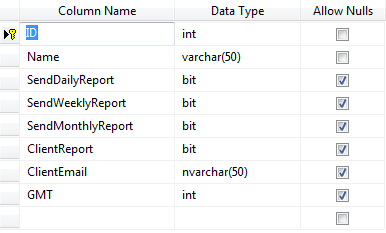 Column Name Data Type Allow Nulls
ID int
Name varchar(50)
SendDailyReport bit
SendWeeklyReport bit
SendMonthlyReport bit
ClientReport bit
ClientEmail nvarchar(50)
GMT int